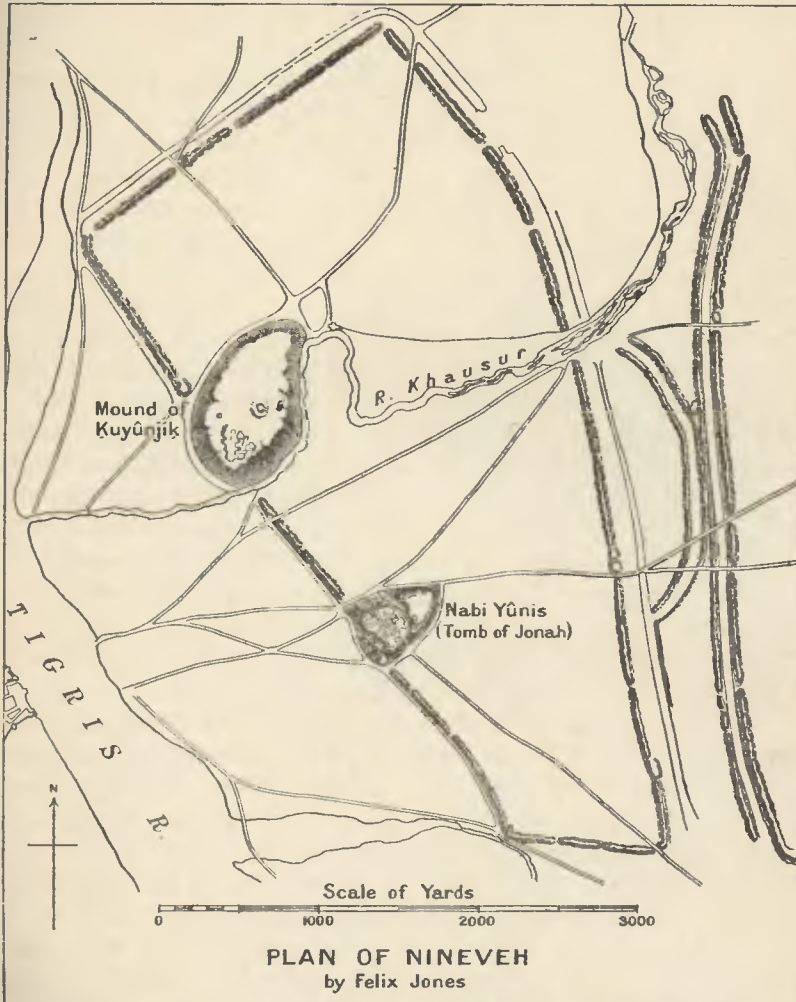 R. Khausur
Mound of
Ḳuyûnjiḳ
Nabi Yûnis
(Tomb of Jonah)
TIGRIS R.
N
Scale of Yards
0 1000 2000 3000
PLAN OF NINEVEH
by Felix Jones